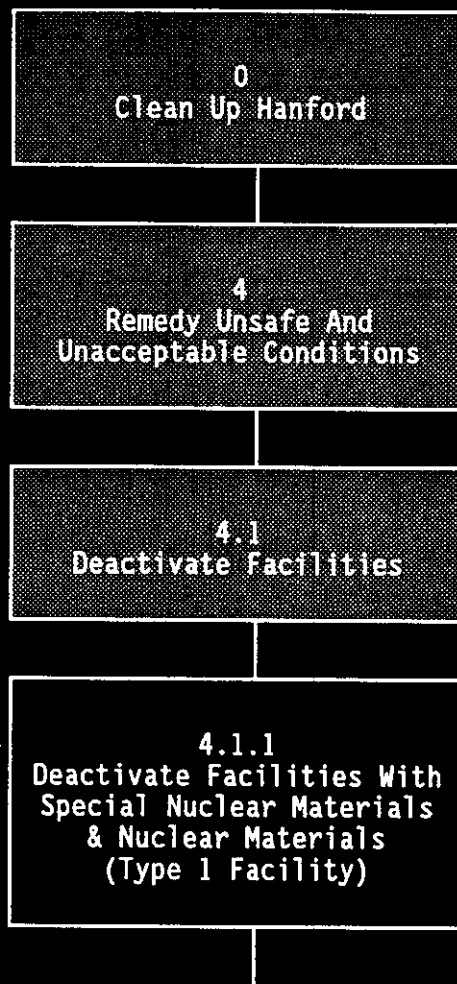 0
Clean Up Hanford
4
Remedy Unsafe And
Unacceptable Conditions
4.1
Deactivate Facilities
4.1.1
Deactivate Facilities With
Special Nuclear Materials
& Nuclear Materials
(Type 1 Facility)